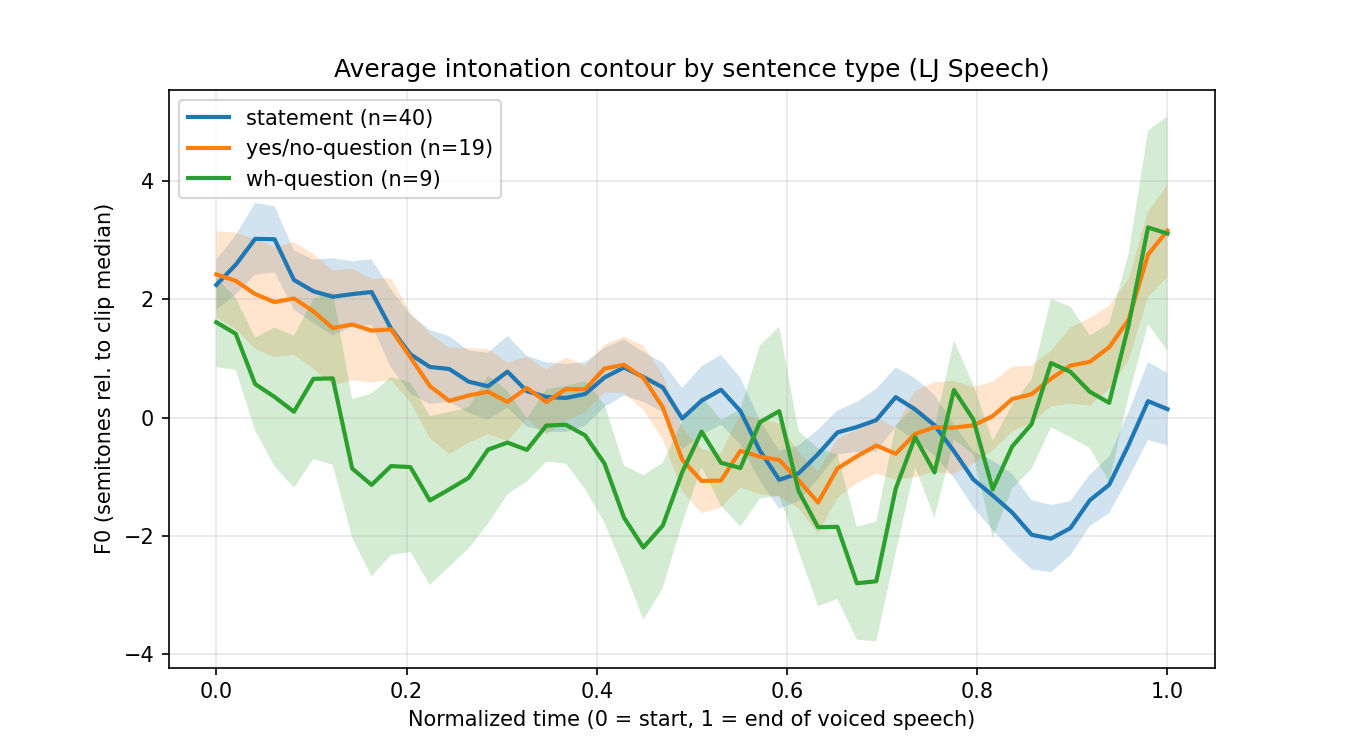 Average intonation contour by sentence type (LJ Speech)
statement (n=40)
yes/no-question (n=19)
wh-question (n=9)
F0 (semitones rel. to clip median)
4
2
0
−2
−4
0.0 0.2 0.4 0.6 0.8 1.0
Normalized time (0 = start, 1 = end of voiced speech)